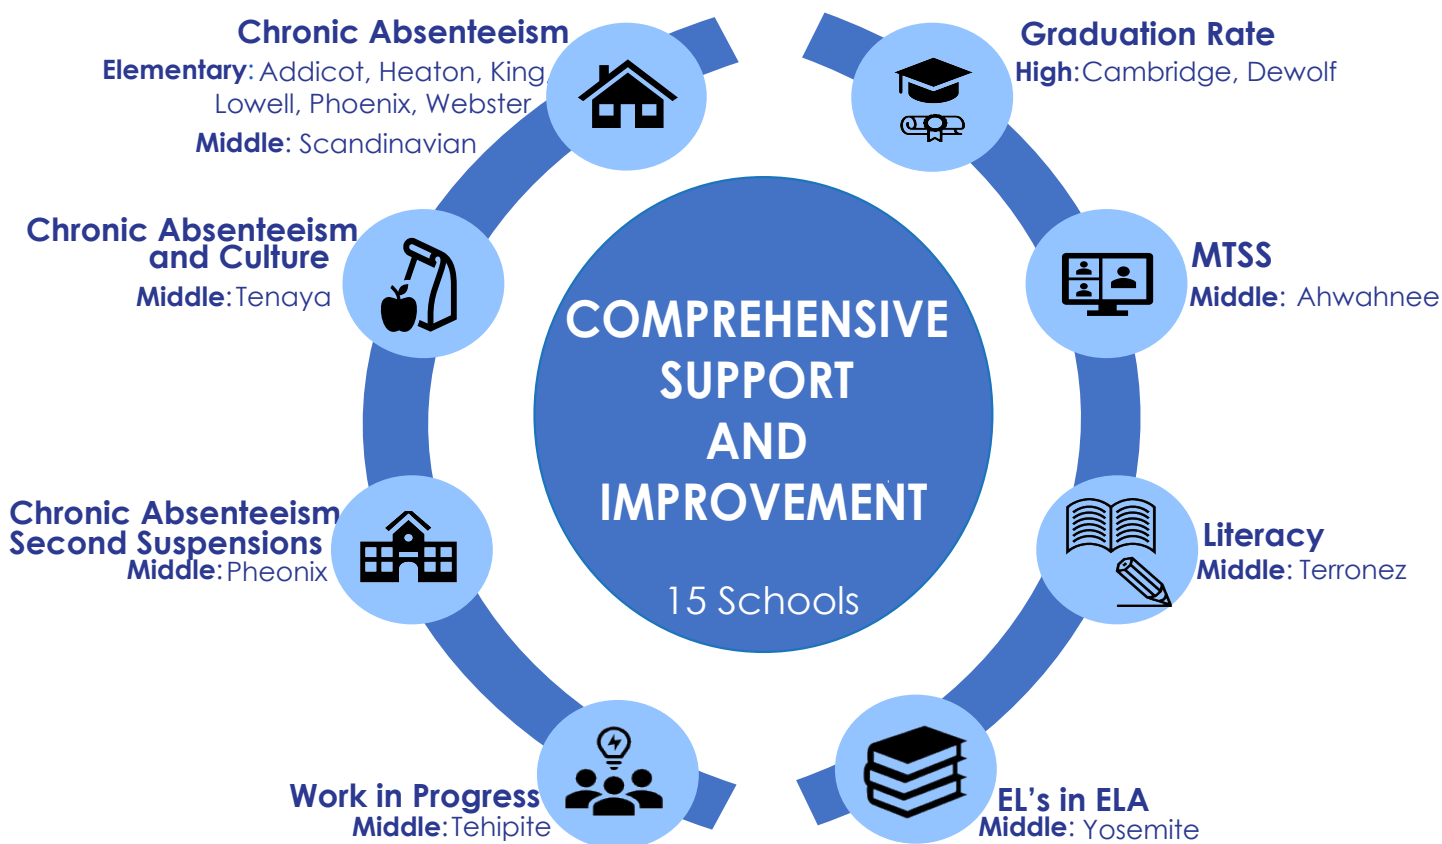 Chronic Absenteeism
Elementary: Addicot, Heaton, King,
Lowell, Phoenix, Webster
Middle: Scandinavian
Chronic Absenteeism
and Culture
Middle: Tenaya
Chronic Absenteeism
Second Suspensions
Middle: Pheonix
Work in Progress
Middle: Tehipite
COMPREHENSIVE
SUPPORT
AND
IMPROVEMENT
15 Schools
Graduation Rate
High: Cambridge, Dewolf
MTSS
Middle: Ahwahnee
Literacy
Middle: Terronez
EL's in ELA
Middle: Yosemite